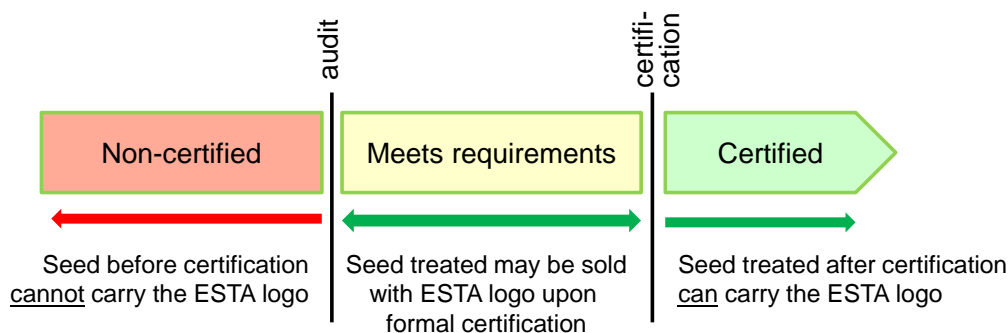 audit
certifi-
cation
Non-certified
Meets requirements
Certified
Seed before certification
cannot carry the ESTA logo
Seed treated may be sold
with ESTA logo upon
formal certification
Seed treated after certification
can carry the ESTA logo